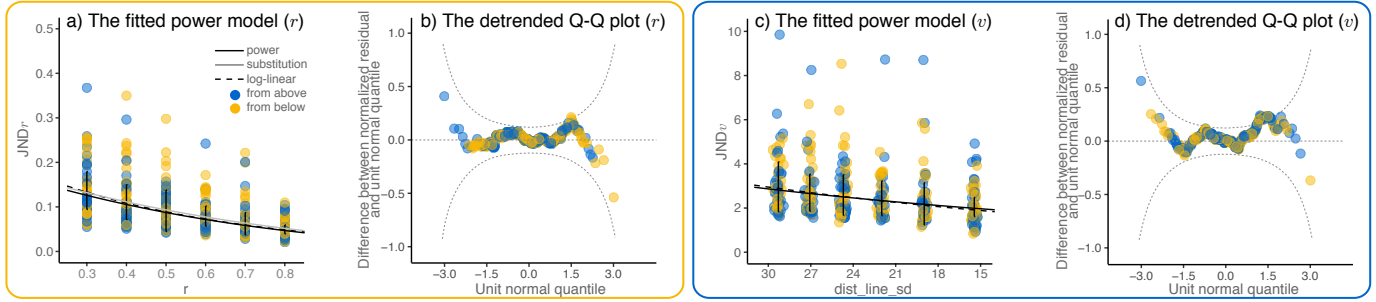 a) The fitted power model (r)
0.5
0.4
0.3
0.2
0.1
0.0
JNDr
power
substitution
log-linear
from above
from below
0.3 0.4 0.5 0.6 0.7 0.8
r
b) The detrended Q-Q plot (r)
Difference between normalized residual
and unit normal quantile
1.0
0.5
0.0
−0.5
−1.0
−3.0 −1.5 0.0 1.5 3.0
Unit normal quantile
c) The fitted power model (v)
10
8
6
4
2
0
JNDv
30 27 24 21 18 15
dist_line_sd
d) The detrended Q-Q plot (v)
Difference between normalized residual
and unit normal quantile
1.0
0.5
0.0
−0.5
−1.0
−3.0 −1.5 0.0 1.5 3.0
Unit normal quantile